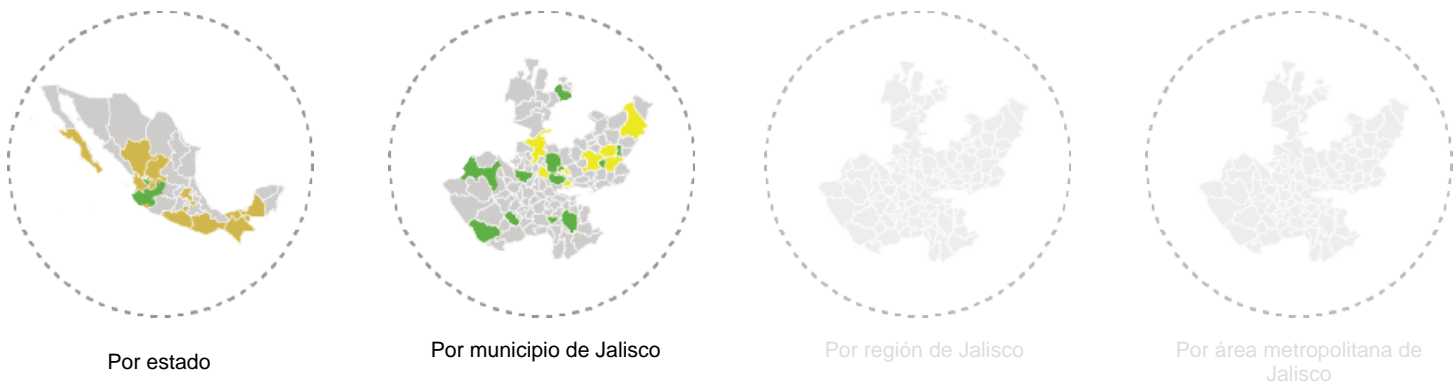 Por estado
Por municipio de Jalisco
Por región de Jalisco
Por área metropolitana de
Jalisco